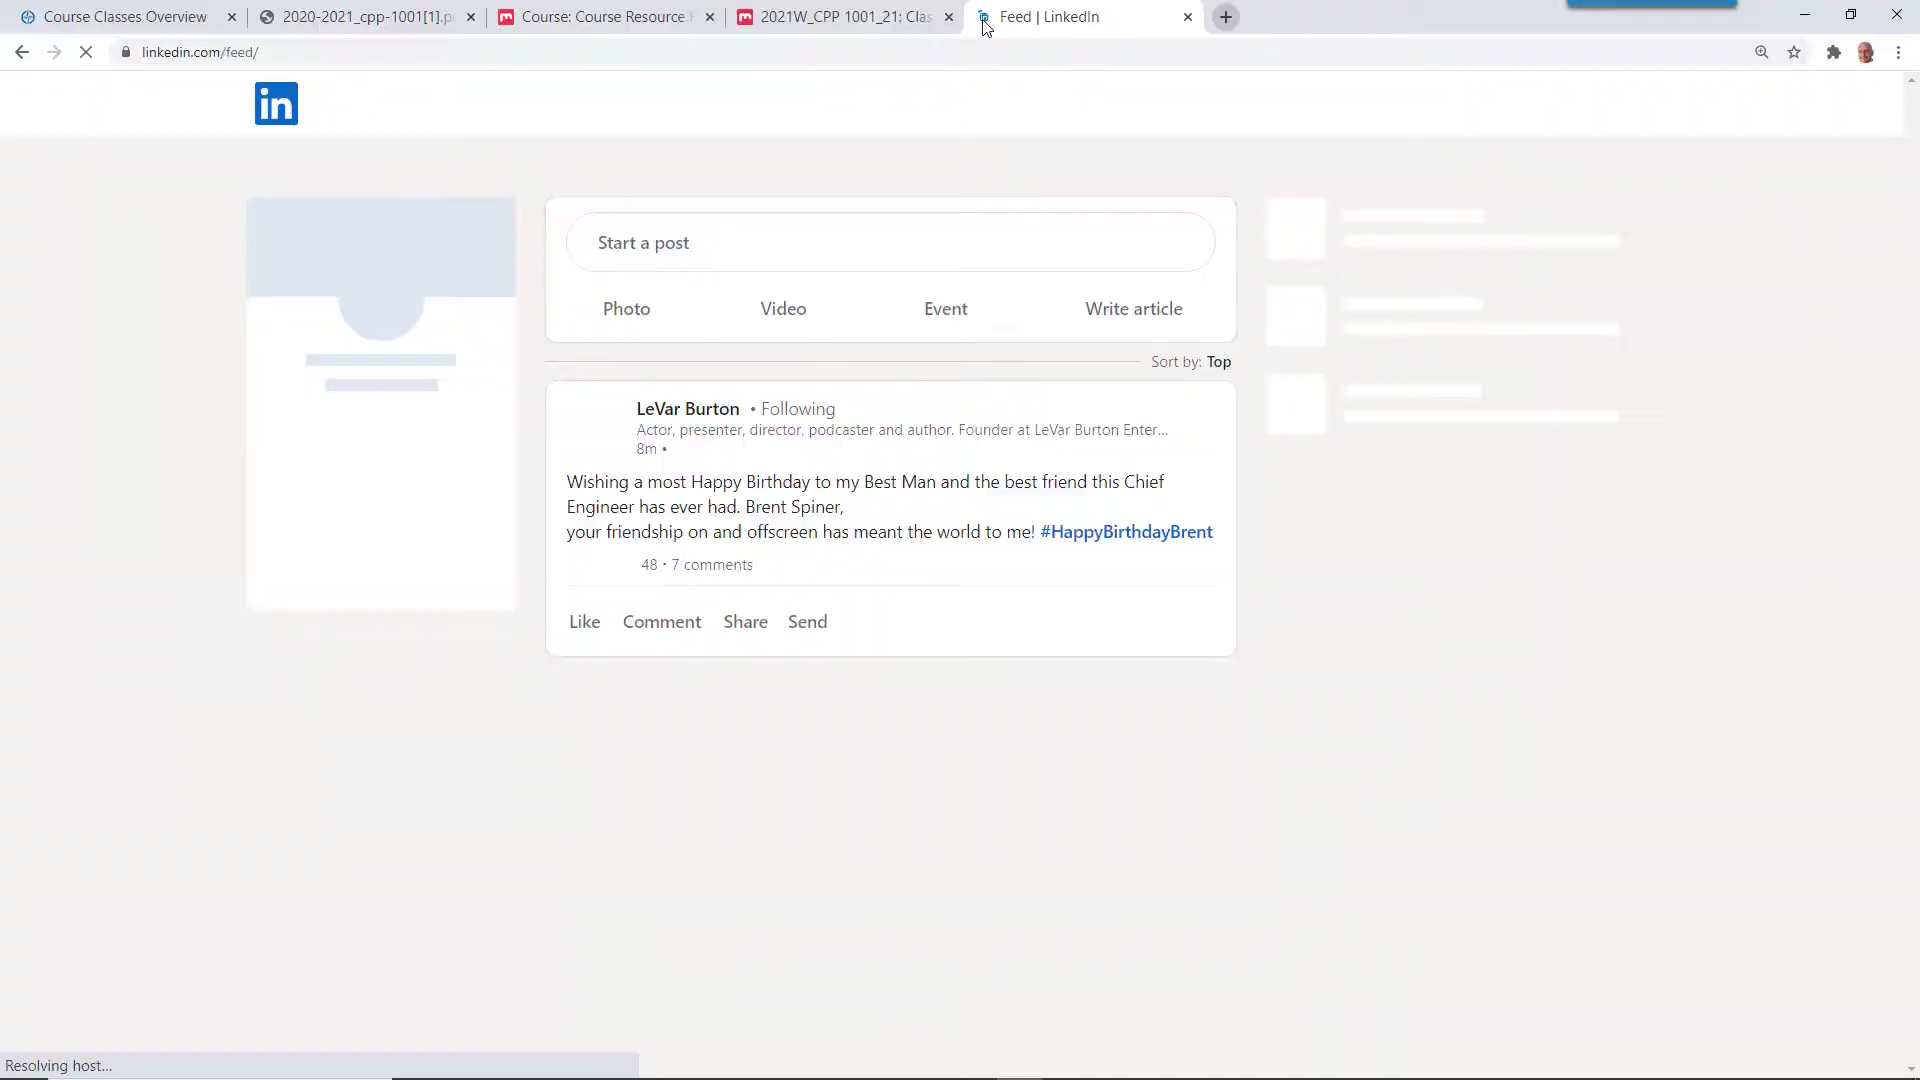 Course Classes Overview
2020-2021_cpp-1001[1].p
Course: Course Resource
2021W_CPP 1001_21: Clas
Feed | LinkedIn
linkedin.com/feed/
in
Start a post
Photo Video Event Write article
Sort by: Top
LeVar Burton • Following
Actor, presenter, director, podcaster and author. Founder at LeVar Burton Enter...
8m •
Wishing a most Happy Birthday to my Best Man and the best friend this Chief
Engineer has ever had. Brent Spiner,
your friendship on and offscreen has meant the world to me! #HappyBirthdayBrent
48 • 7 comments
Like Comment Share Send
Resolving host...